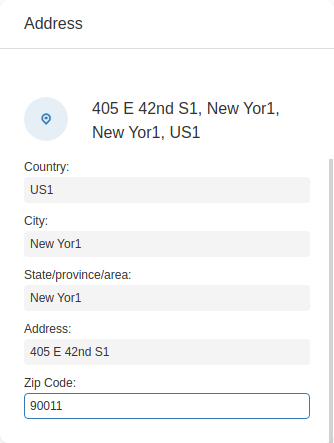 Address
405 E 42nd S1, New Yor1,
New Yor1, US1
Country:
US1
City:
New Yor1
State/province/area:
New Yor1
Address:
405 E 42nd S1
Zip Code:
90011